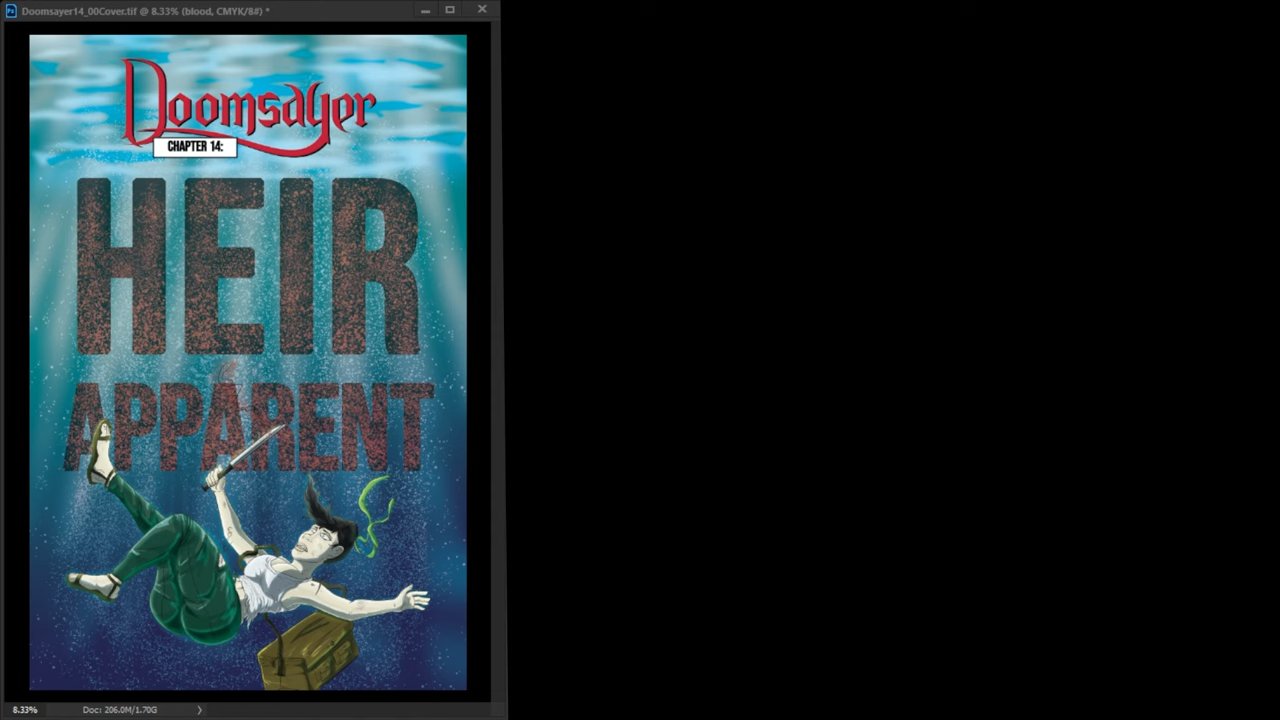 Ps
Doomsayer14_00Cover.tif @ 8.33% (blood, CMYK/8#) *
Doomsayer
CHAPTER 14:
HEIR
APPARENT
8.33%
Doc: 206.0M/1.70G